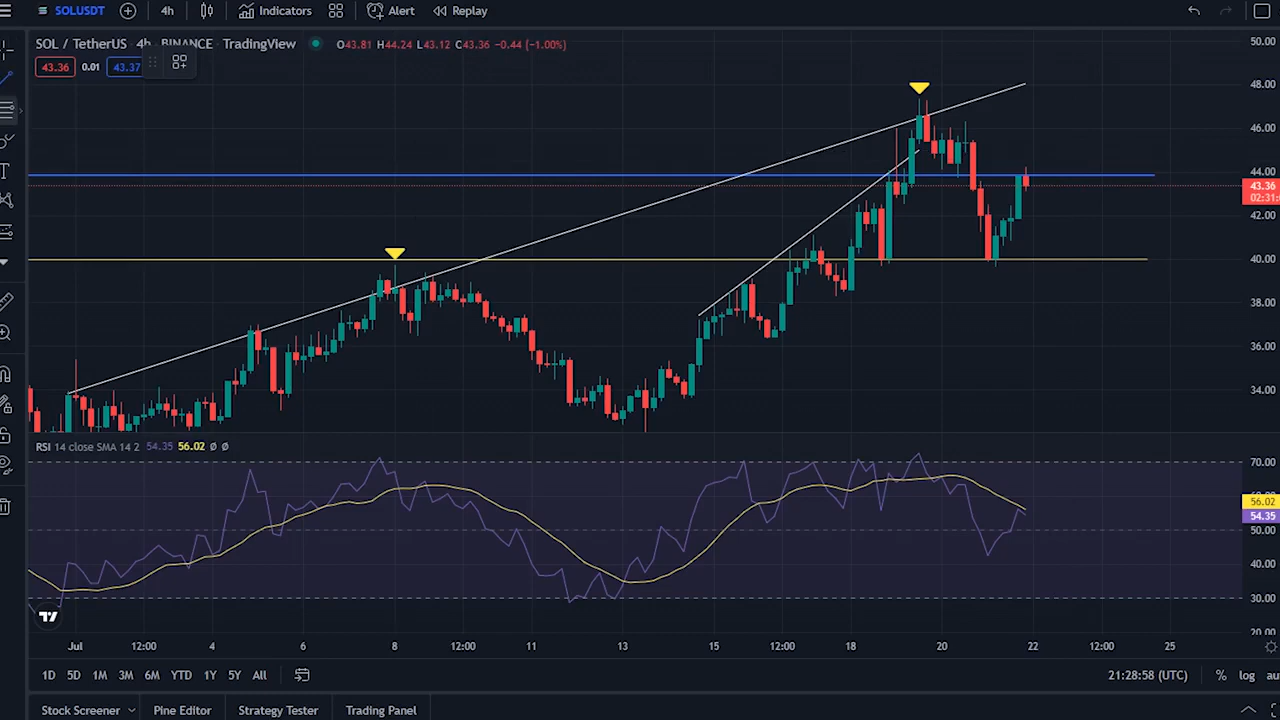 SOLUSDT 4h Indicators Alert Replay
SOL / TetherUS 4h BINANCE TradingView O43.81 H44.24 L43.12 C43.36 −0.44 (−1.00%)
43.36 0.01 43.37
50.00
48.00
46.00
44.00
43.36
42.00
40.00
38.00
36.00
34.00
RSI 14 close SMA 14 2 54.35 56.02 Ø Ø
70.00
56.02
54.35
50.00
40.00
30.00
20.00
Jul 12:00 4 6 8 12:00 11 13 15 12:00 18 20 22 12:00 25
1D 5D 1M 3M 6M YTD 1Y 5Y All 21:28:58 (UTC) % log
Stock Screener Pine Editor Strategy Tester Trading Panel